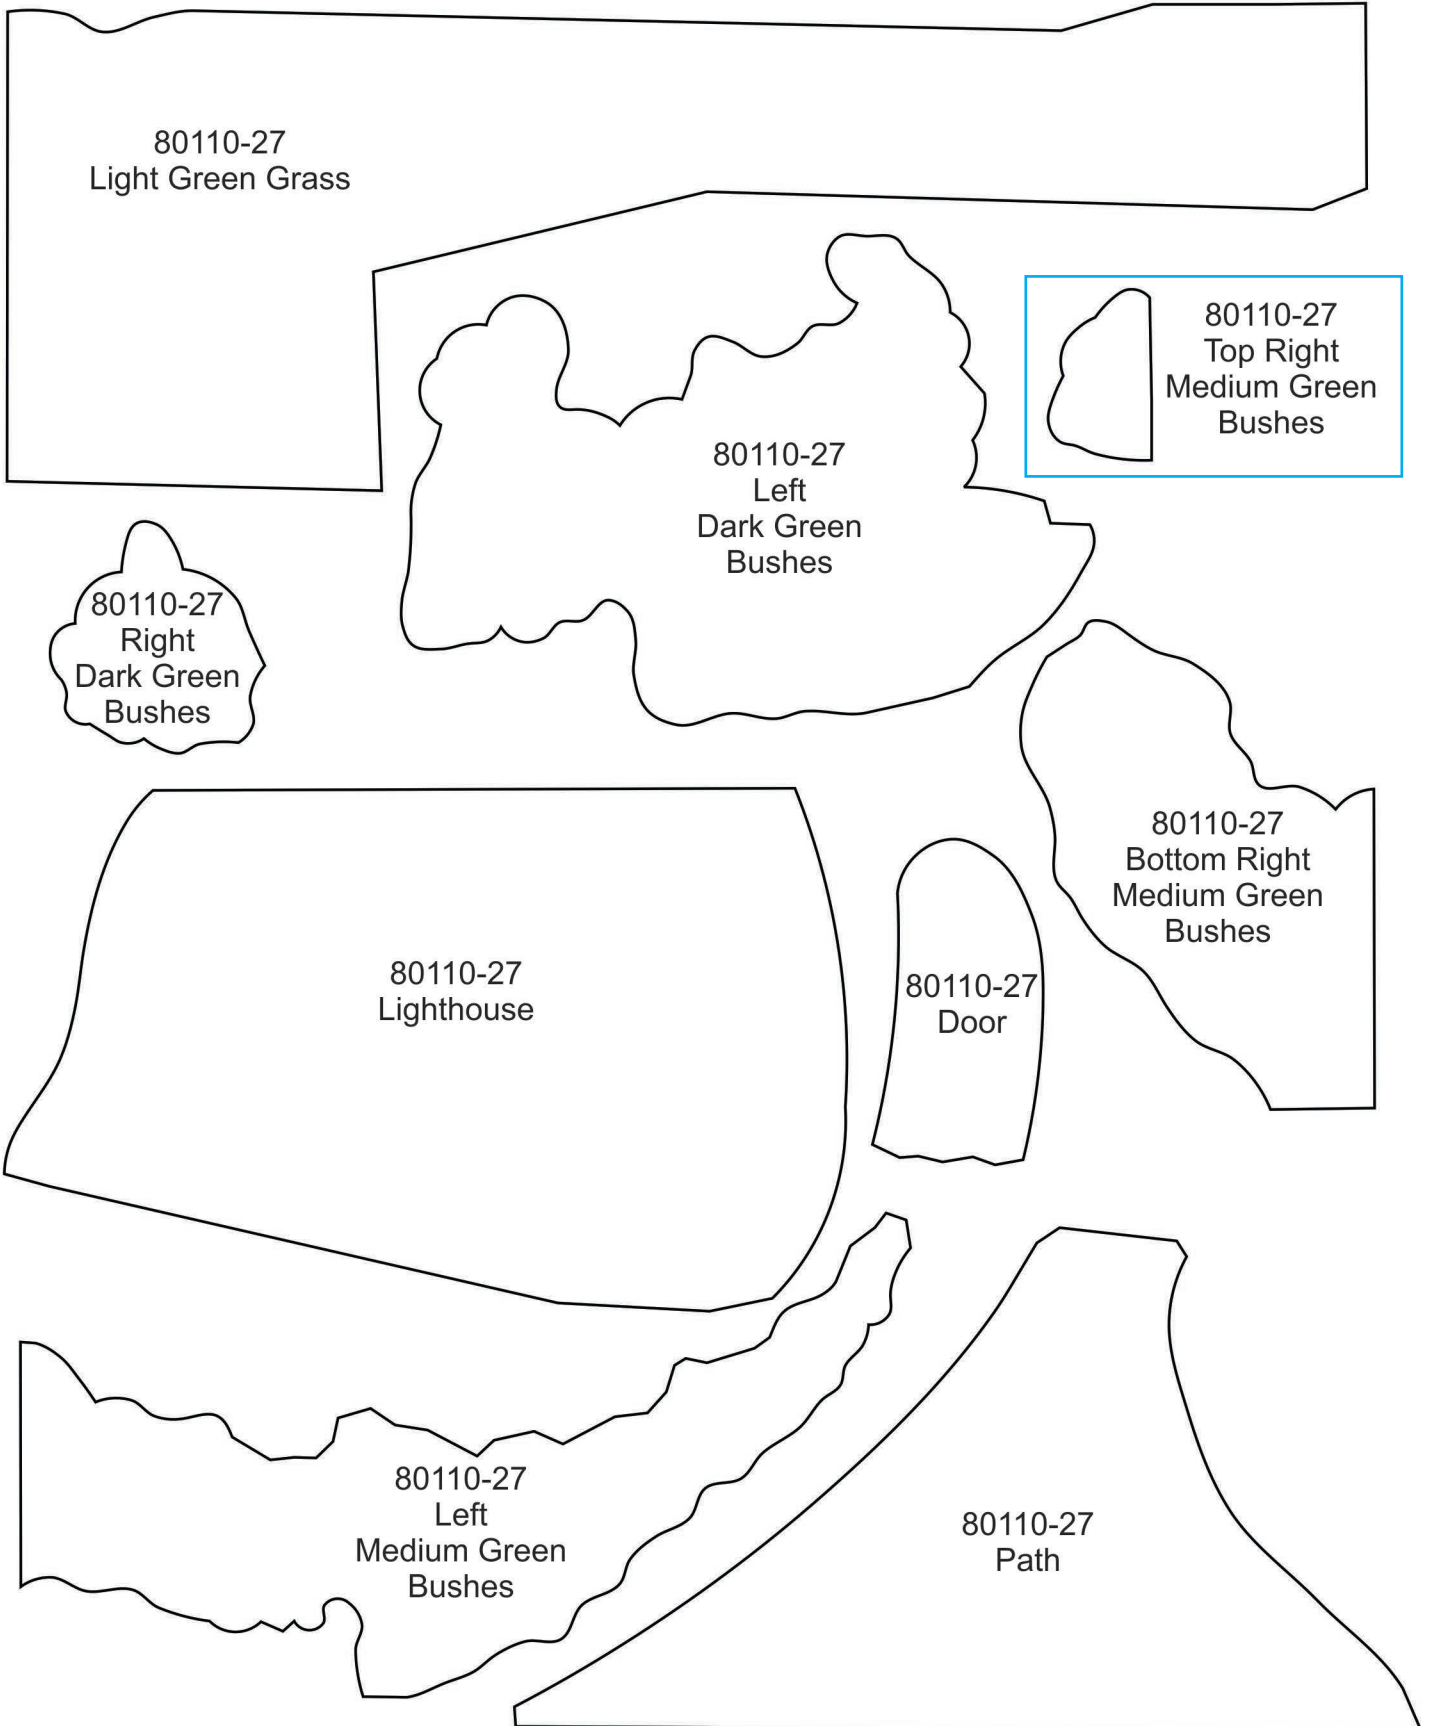 80110-27
Light Green Grass
80110-27
Top Right
Medium Green
Bushes
80110-27
Left
Dark Green
Bushes
80110-27
Right
Dark Green
Bushes
80110-27
Bottom Right
Medium Green
Bushes
80110-27
Lighthouse
80110-27
Door
80110-27
Left
Medium Green
Bushes
80110-27
Path